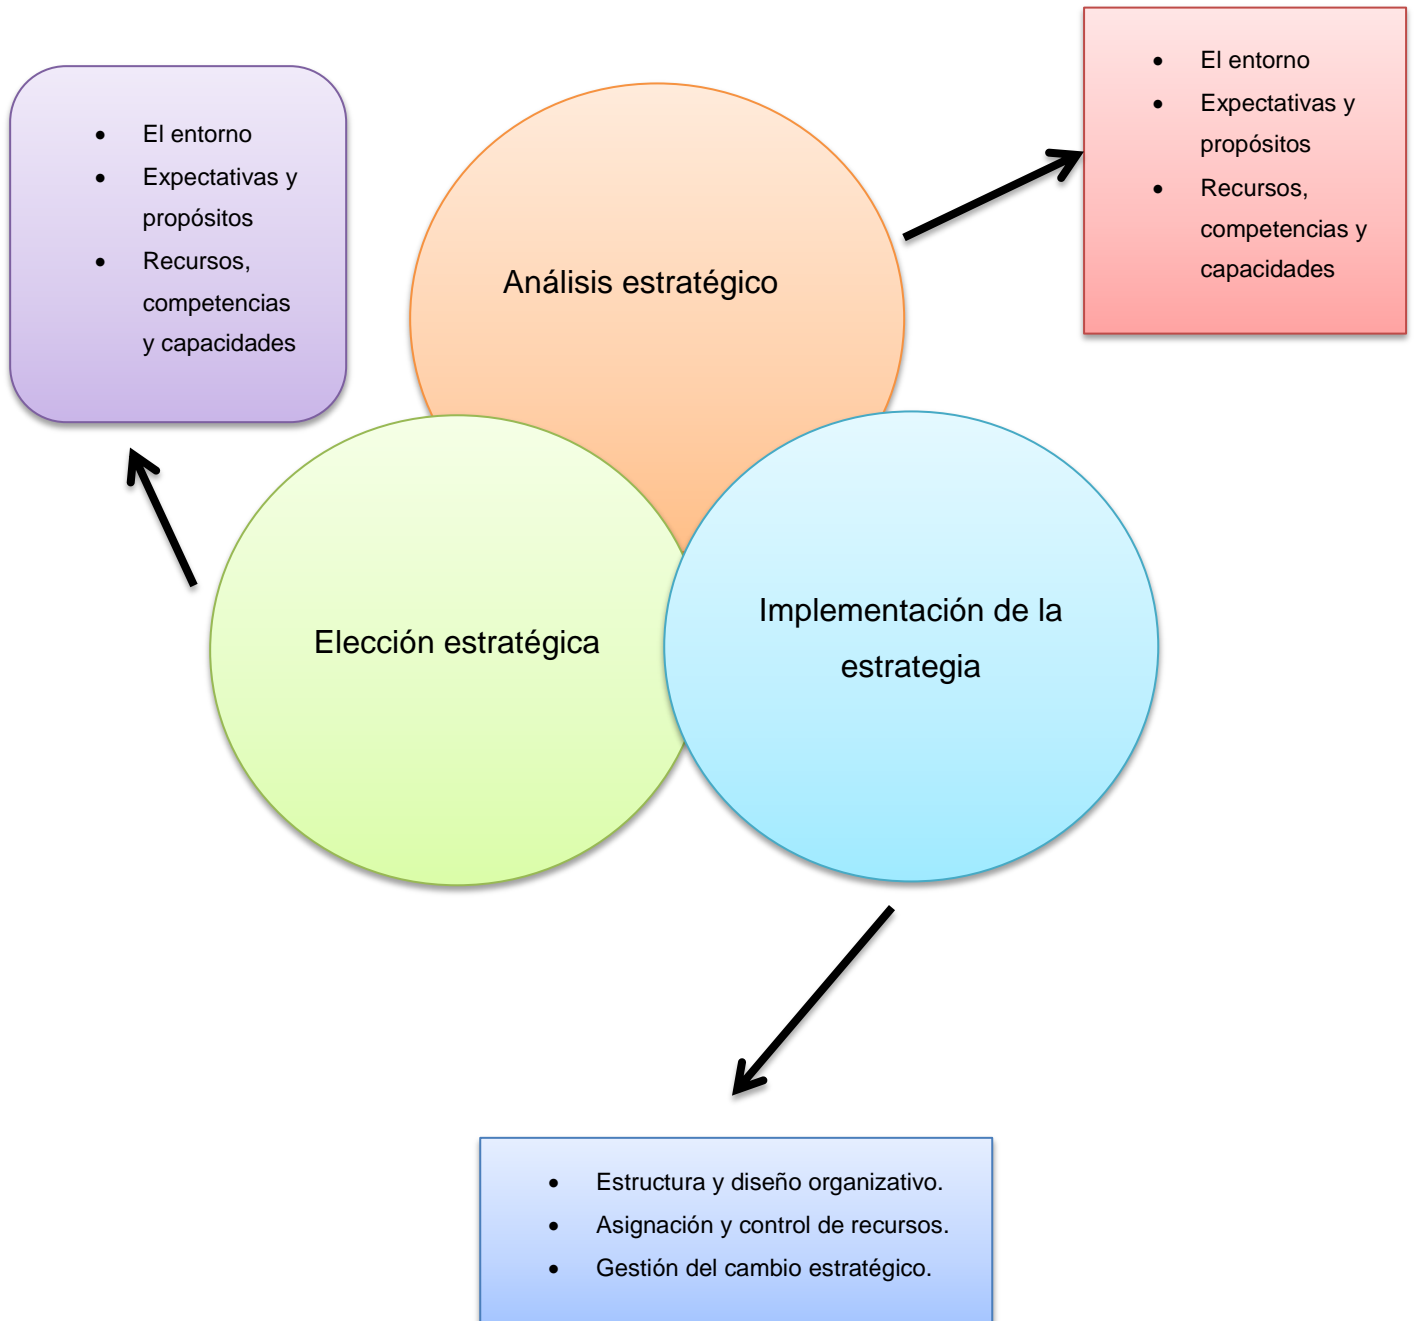 • El entorno
• Expectativas y
propósitos
• Recursos,
competencias
y capacidades
• El entorno
• Expectativas y
propósitos
• Recursos,
competencias y
capacidades
Análisis estratégico
Elección estratégica
Implementación de la
estrategia
• Estructura y diseño organizativo.
• Asignación y control de recursos.
• Gestión del cambio estratégico.